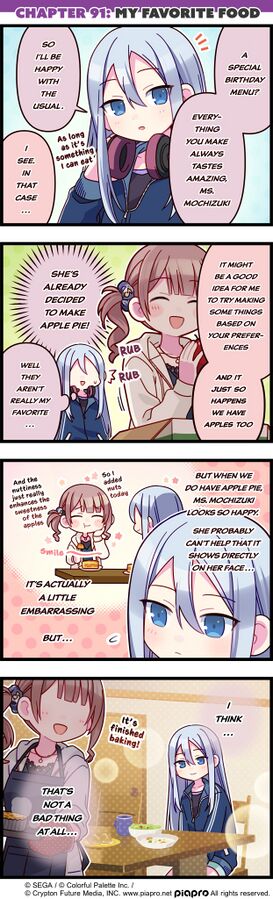 CHAPTER 91: MY FAVORITE FOOD
A
SPECIAL
BIRTHDAY
MENU?
SO
I'LL BE
HAPPY
WITH
THE
USUAL.
EVERY-
THING
YOU MAKE
ALWAYS
TASTES
AMAZING,
MS.
MOCHIZUKI
As long
as it's
something
I can eat
I
SEE.
IN THAT
CASE
...
IT MIGHT
BE A GOOD
IDEA FOR ME
TO TRY MAKING
SOME THINGS
BASED ON
YOUR PREFER-
ENCES
AND IT
JUST SO
HAPPENS
WE HAVE
APPLES TOO
SHE'S
ALREADY
DECIDED
TO MAKE
APPLE PIE!
RUB
RUB
WELL
THEY
AREN'T
REALLY MY
FAVORITE
...
BUT WHEN WE
DO HAVE APPLE PIE,
MS. MOCHIZUKI
LOOKS SO HAPPY.
SHE PROBABLY
CAN'T HELP THAT IT
SHOWS DIRECTLY
ON HER FACE...
So I
added
nuts
today
And the
nuttiness
just really
enhances the
sweetness of the
apples
Smile
IT'S ACTUALLY
A LITTLE
EMBARRASSING
BUT...
I
THINK
...
It's
finished
baking!
THAT'S
NOT A
BAD THING
AT ALL...
© SEGA / © Colorful Palette Inc. /
© Crypton Future Media, INC. www.piapro.net piapro All rights reserved.